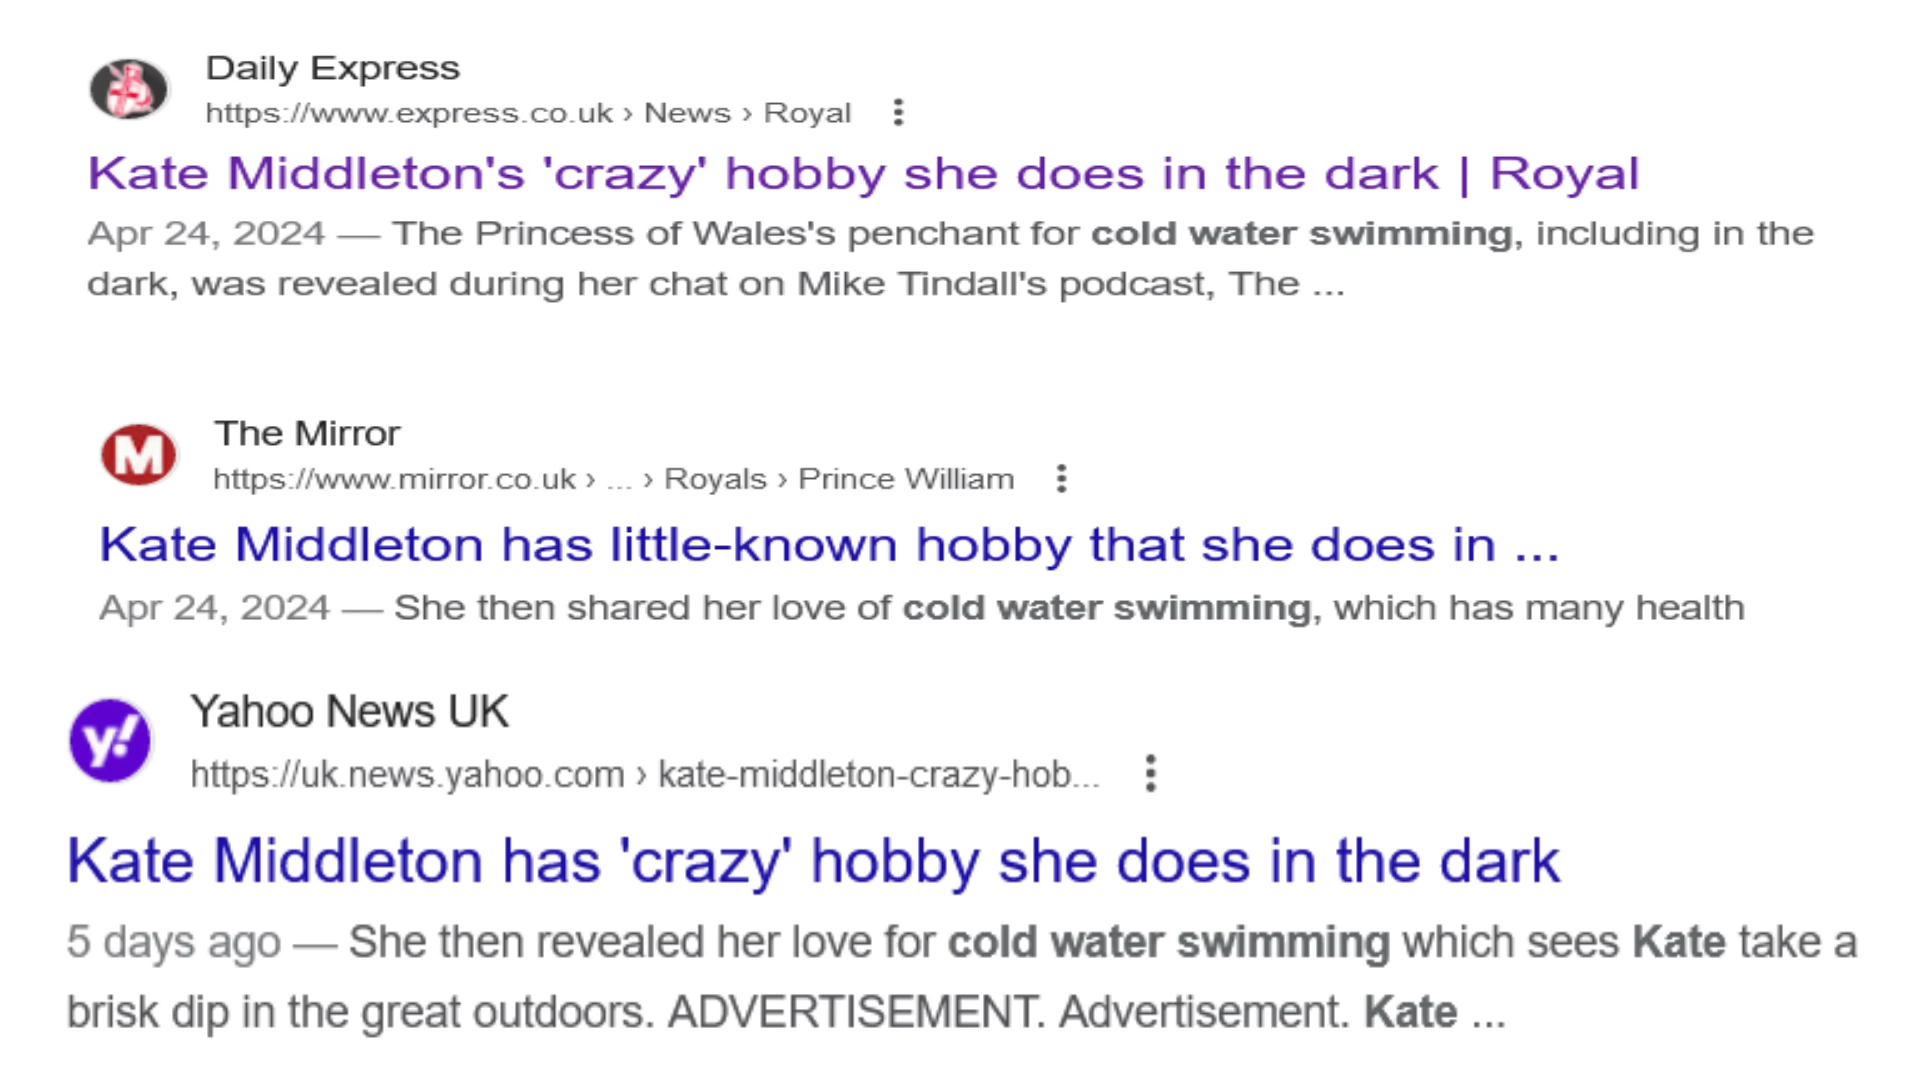 Daily Express
https://www.express.co.uk › News › Royal
Kate Middleton's 'crazy' hobby she does in the dark | Royal
Apr 24, 2024 — The Princess of Wales's penchant for cold water swimming, including in the
dark, was revealed during her chat on Mike Tindall's podcast, The ...
M
The Mirror
https://www.mirror.co.uk › ... › Royals › Prince William
Kate Middleton has little-known hobby that she does in ...
Apr 24, 2024 — She then shared her love of cold water swimming, which has many health
y!
Yahoo News UK
https://uk.news.yahoo.com › kate-middleton-crazy-hob...
Kate Middleton has 'crazy' hobby she does in the dark
5 days ago — She then revealed her love for cold water swimming which sees Kate take a
brisk dip in the great outdoors. ADVERTISEMENT. Advertisement. Kate ...